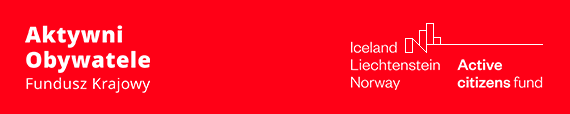 Aktywni
Obywatele
Fundusz Krajowy
Iceland
Liechtenstein
Norway
Active
citizens fund